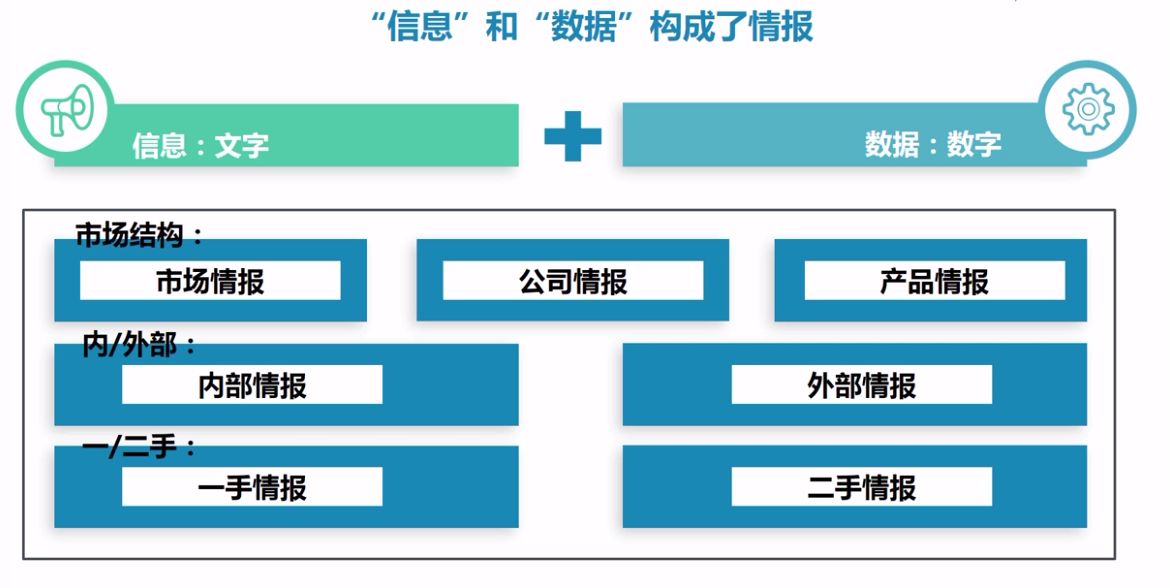 “信息”和“数据”构成了情报
信息：文字
数据：数字
市场结构：
市场情报
公司情报
产品情报
内/外部：
内部情报
外部情报
一/二手：
一手情报
二手情报